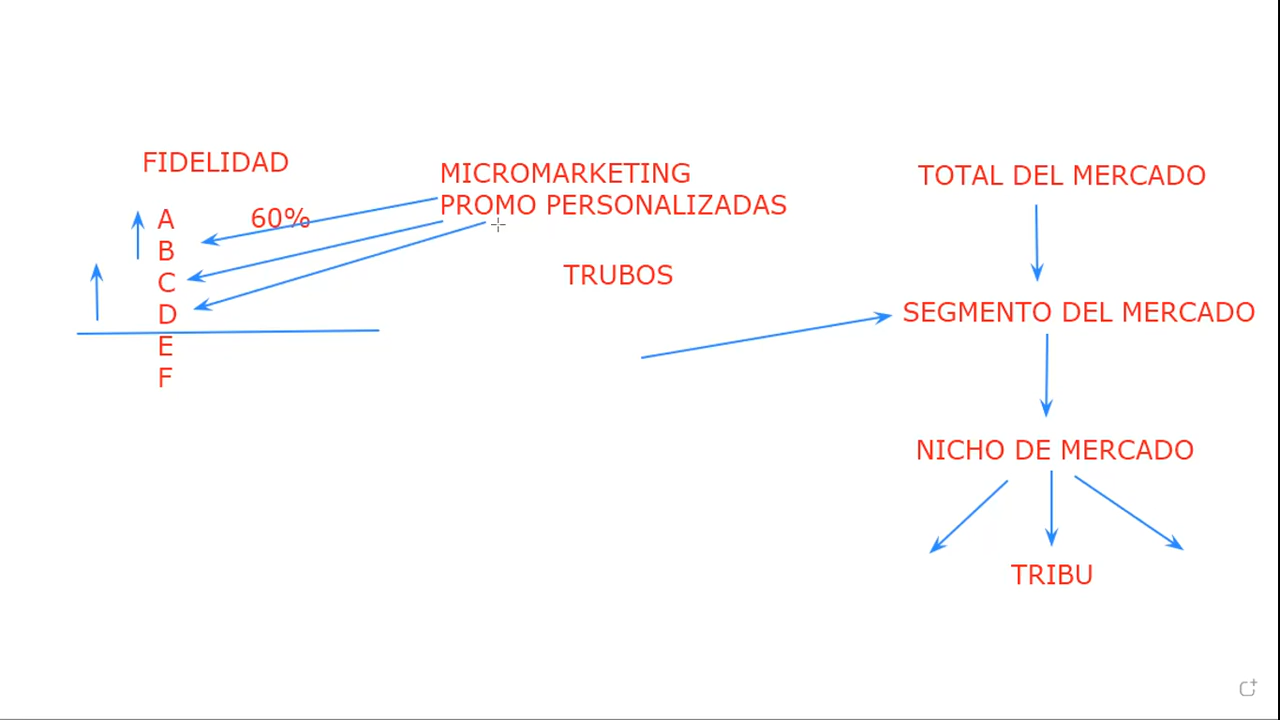 FIDELIDAD
A 60%
B
C
D
E
F
MICROMARKETING
PROMO PERSONALIZADAS
TRUBOS
TOTAL DEL MERCADO
SEGMENTO DEL MERCADO
NICHO DE MERCADO
TRIBU